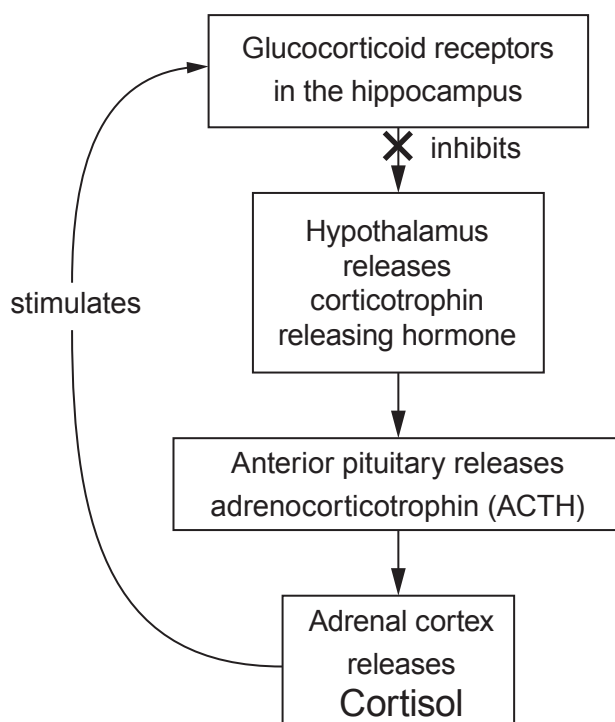 Glucocorticoid receptors
in the hippocampus
inhibits
Hypothalamus
releases
corticotrophin
releasing hormone
stimulates
Anterior pituitary releases
adrenocorticotrophin (ACTH)
Adrenal cortex
releases
Cortisol